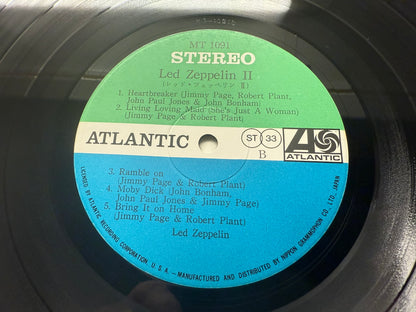 MT 1091
STEREO
Led Zeppelin II
(レッド・ツェッペリン II)
1. Heartbreaker (Jimmy Page, Robert Plant,
John Paul Jones & John Bonham)
2. Living Loving Maid (She's Just A Woman)
(Jimmy Page & Robert Plant)
ATLANTIC
ST 33
B
ATLANTIC
3. Ramble on
(Jimmy Page & Robert Plant)
4. Moby Dick (John Bonham,
John Paul Jones & Jimmy Page)
5. Bring It on Home
(Jimmy Page & Robert Plant)
Led Zeppelin
LICENSED BY ATLANTIC RECORDING CORPORATION U.S.A.-MANUFACTURED AND DISTRIBUTED BY NIPPON GRAMMOPHON CO. LTD., JAPAN